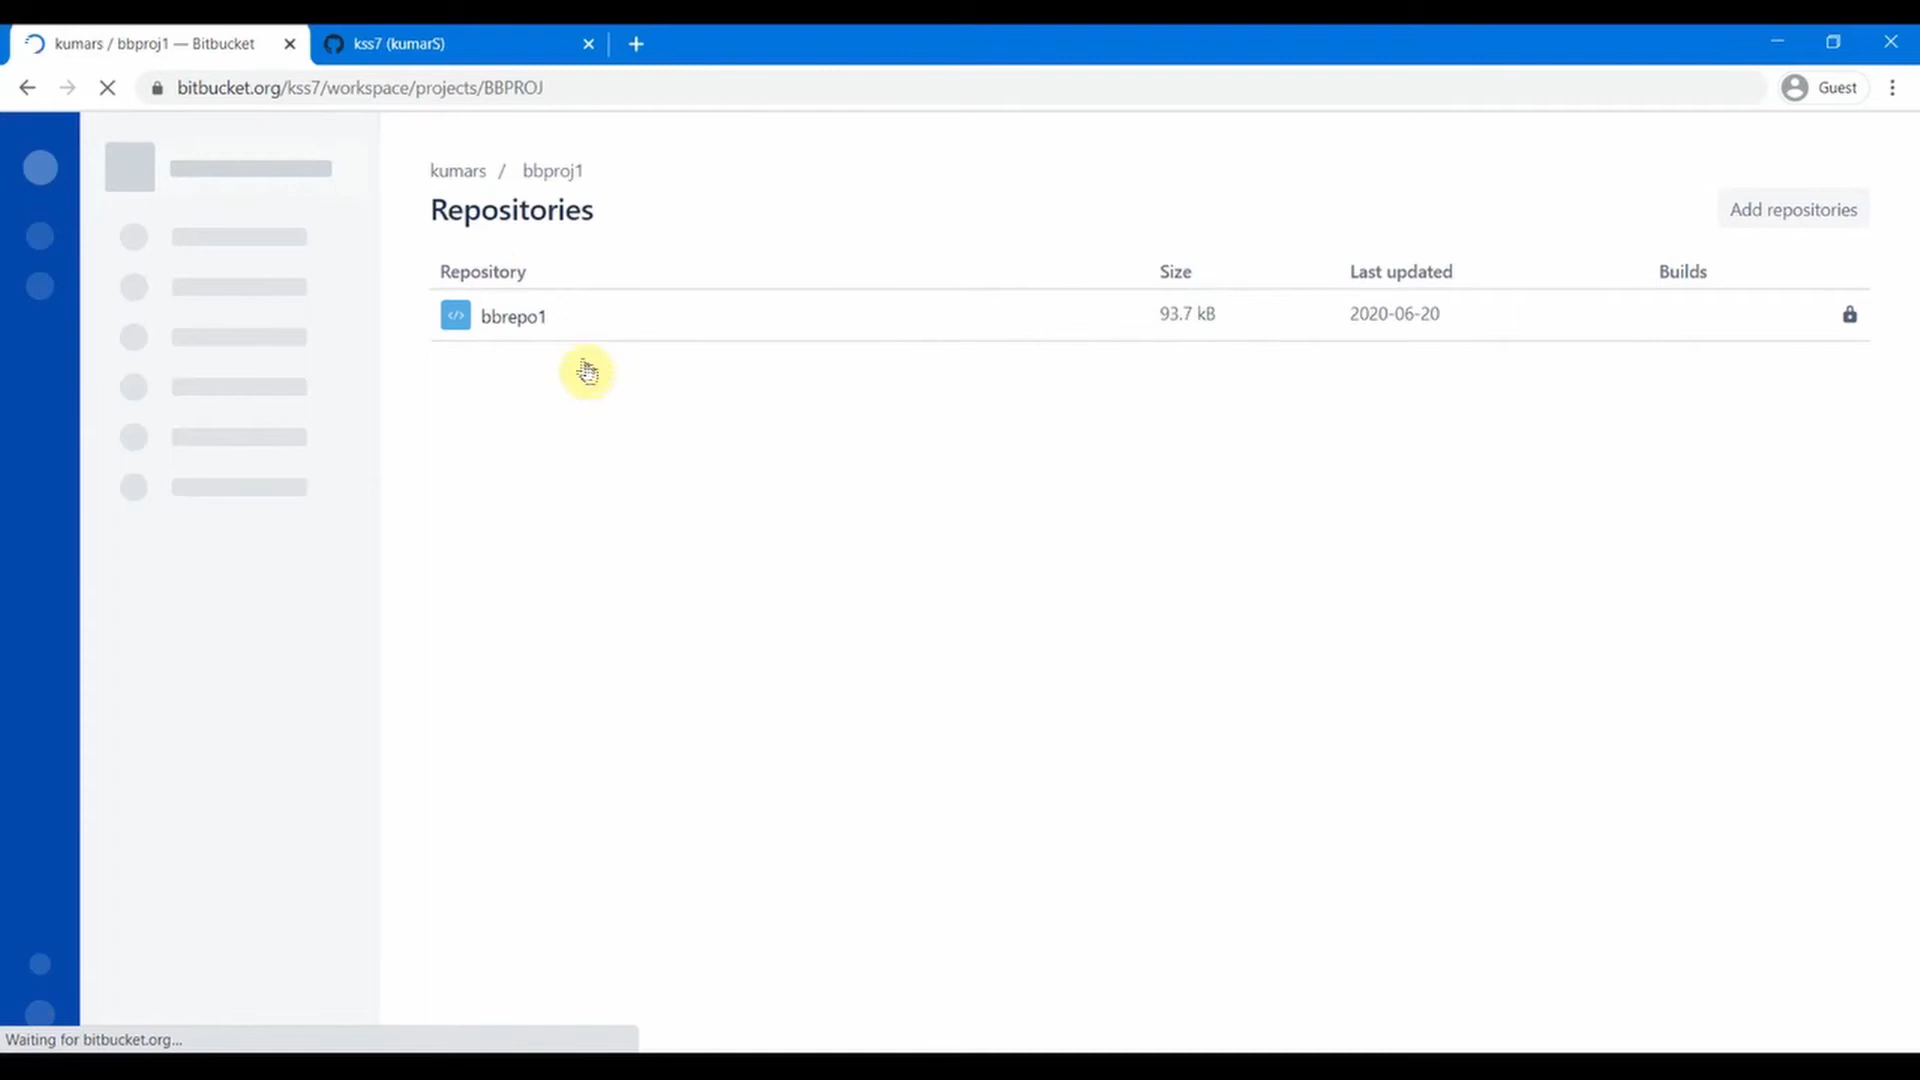 kumars / bbproj1 — Bitbucket
kss7 (kumarS)
bitbucket.org/kss7/workspace/projects/BBPROJ
Guest
kumars / bbproj1
Repositories
Add repositories
Repository Size Last updated Builds
bbrepo1 93.7 kB 2020-06-20
Waiting for bitbucket.org...